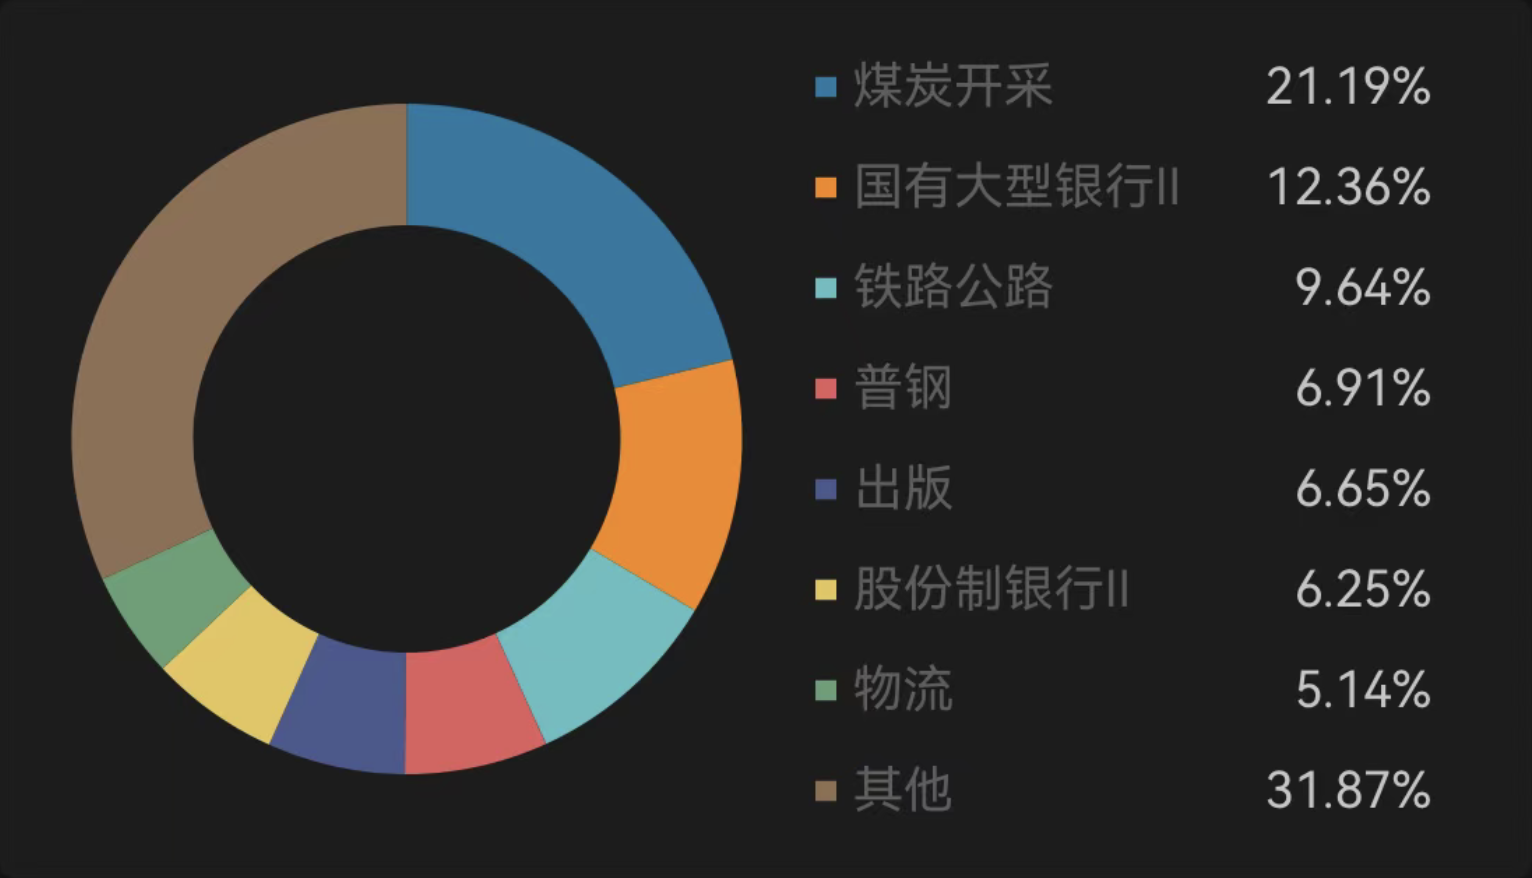 煤炭开采 21.19%
国有大型银行II 12.36%
铁路公路 9.64%
普钢 6.91%
出版 6.65%
股份制银行II 6.25%
物流 5.14%
其他 31.87%